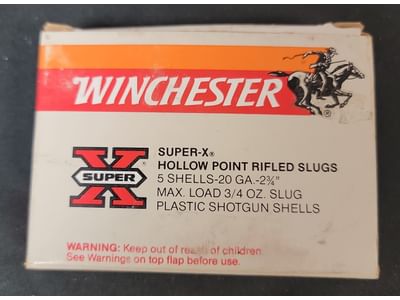 WINCHESTER
X
SUPER
SUPER-X®
HOLLOW POINT RIFLED SLUGS
5 SHELLS-20 GA.-2¾"
MAX. LOAD 3/4 OZ. SLUG
PLASTIC SHOTGUN SHELLS
WARNING: Keep out of reach of children.
See Warnings on top flap before use.